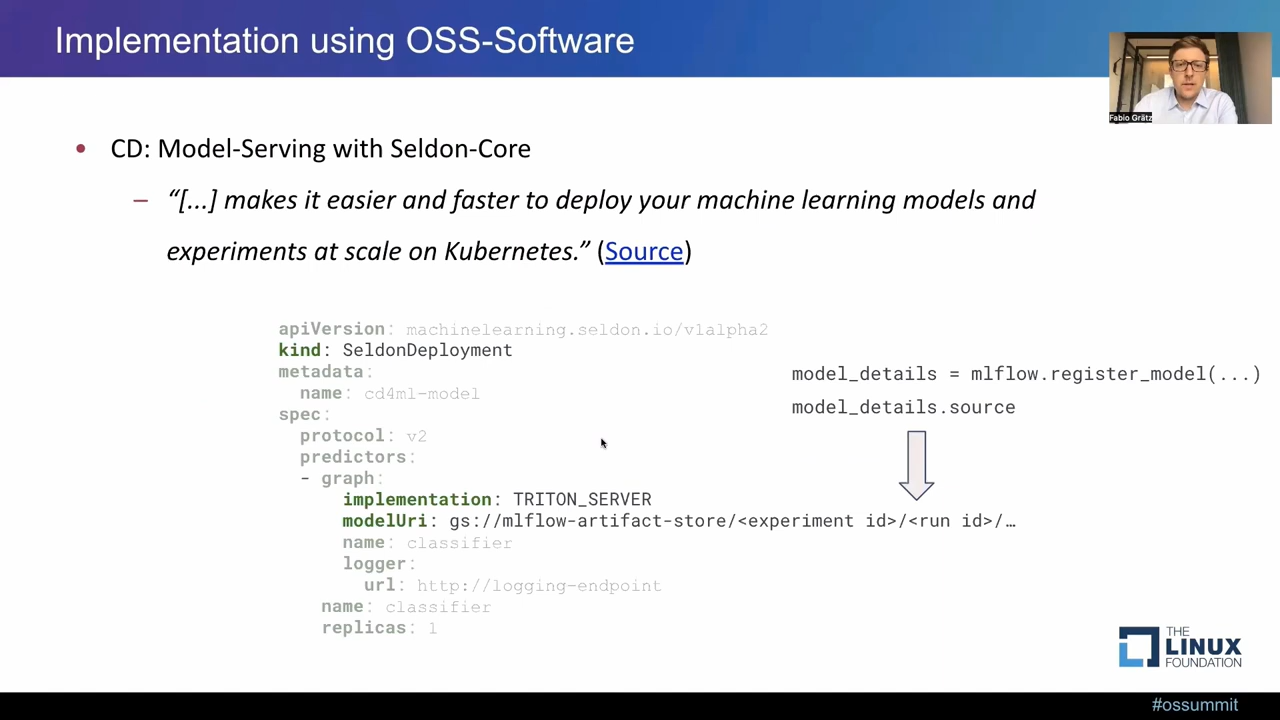 Implementation using OSS-Software
Fabio Grätz
• CD: Model-Serving with Seldon-Core
– “[...] makes it easier and faster to deploy your machine learning models and
experiments at scale on Kubernetes.” (Source)
apiVersion: machinelearning.seldon.io/v1alpha2
kind: SeldonDeployment
metadata:
name: cd4ml-model
spec:
protocol: v2
predictors:
- graph:
implementation: TRITON_SERVER
modelUri: gs://mlflow-artifact-store/<experiment id>/<run id>/…
name: classifier
logger:
url: http://logging-endpoint
name: classifier
replicas: 1
model_details = mlflow.register_model(...)
model_details.source
THE
LINUX
FOUNDATION
#ossummit